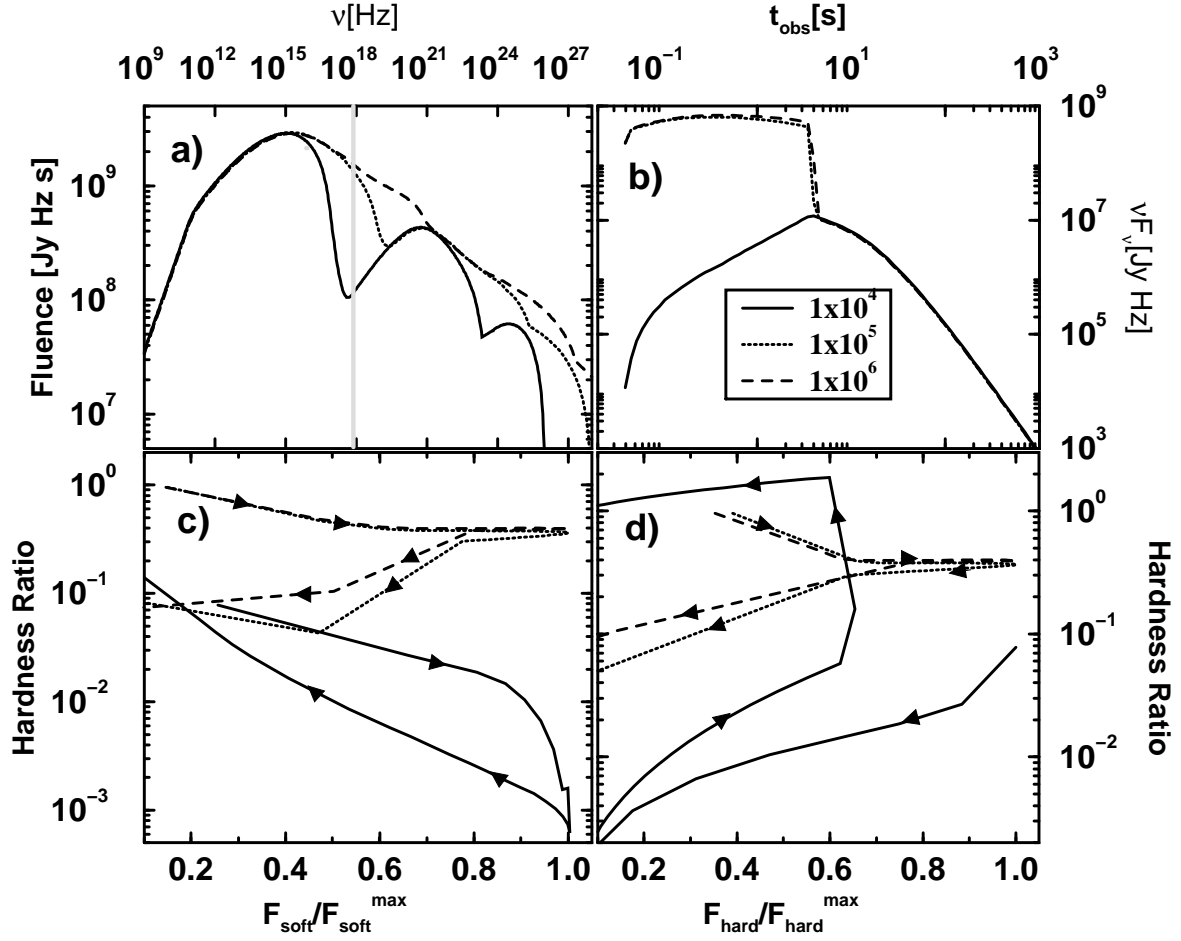 ν[Hz]
t_obs[s]
10^9 10^12 10^15 10^18 10^21 10^24 10^27
10^−1 10^1 10^3
a)
b)
Fluence [Jy Hz s]
10^9
10^8
10^7
10^9
10^7
10^5
10^3
νF_ν[Jy Hz]
1x10^4
1x10^5
1x10^6
c)
d)
Hardness Ratio
10^0
10^−1
10^−2
10^−3
10^0
10^−1
10^−2
Hardness Ratio
0.2 0.4 0.6 0.8 1.0
0.2 0.4 0.6 0.8 1.0
F_soft/F_soft^max
F_hard/F_hard^max